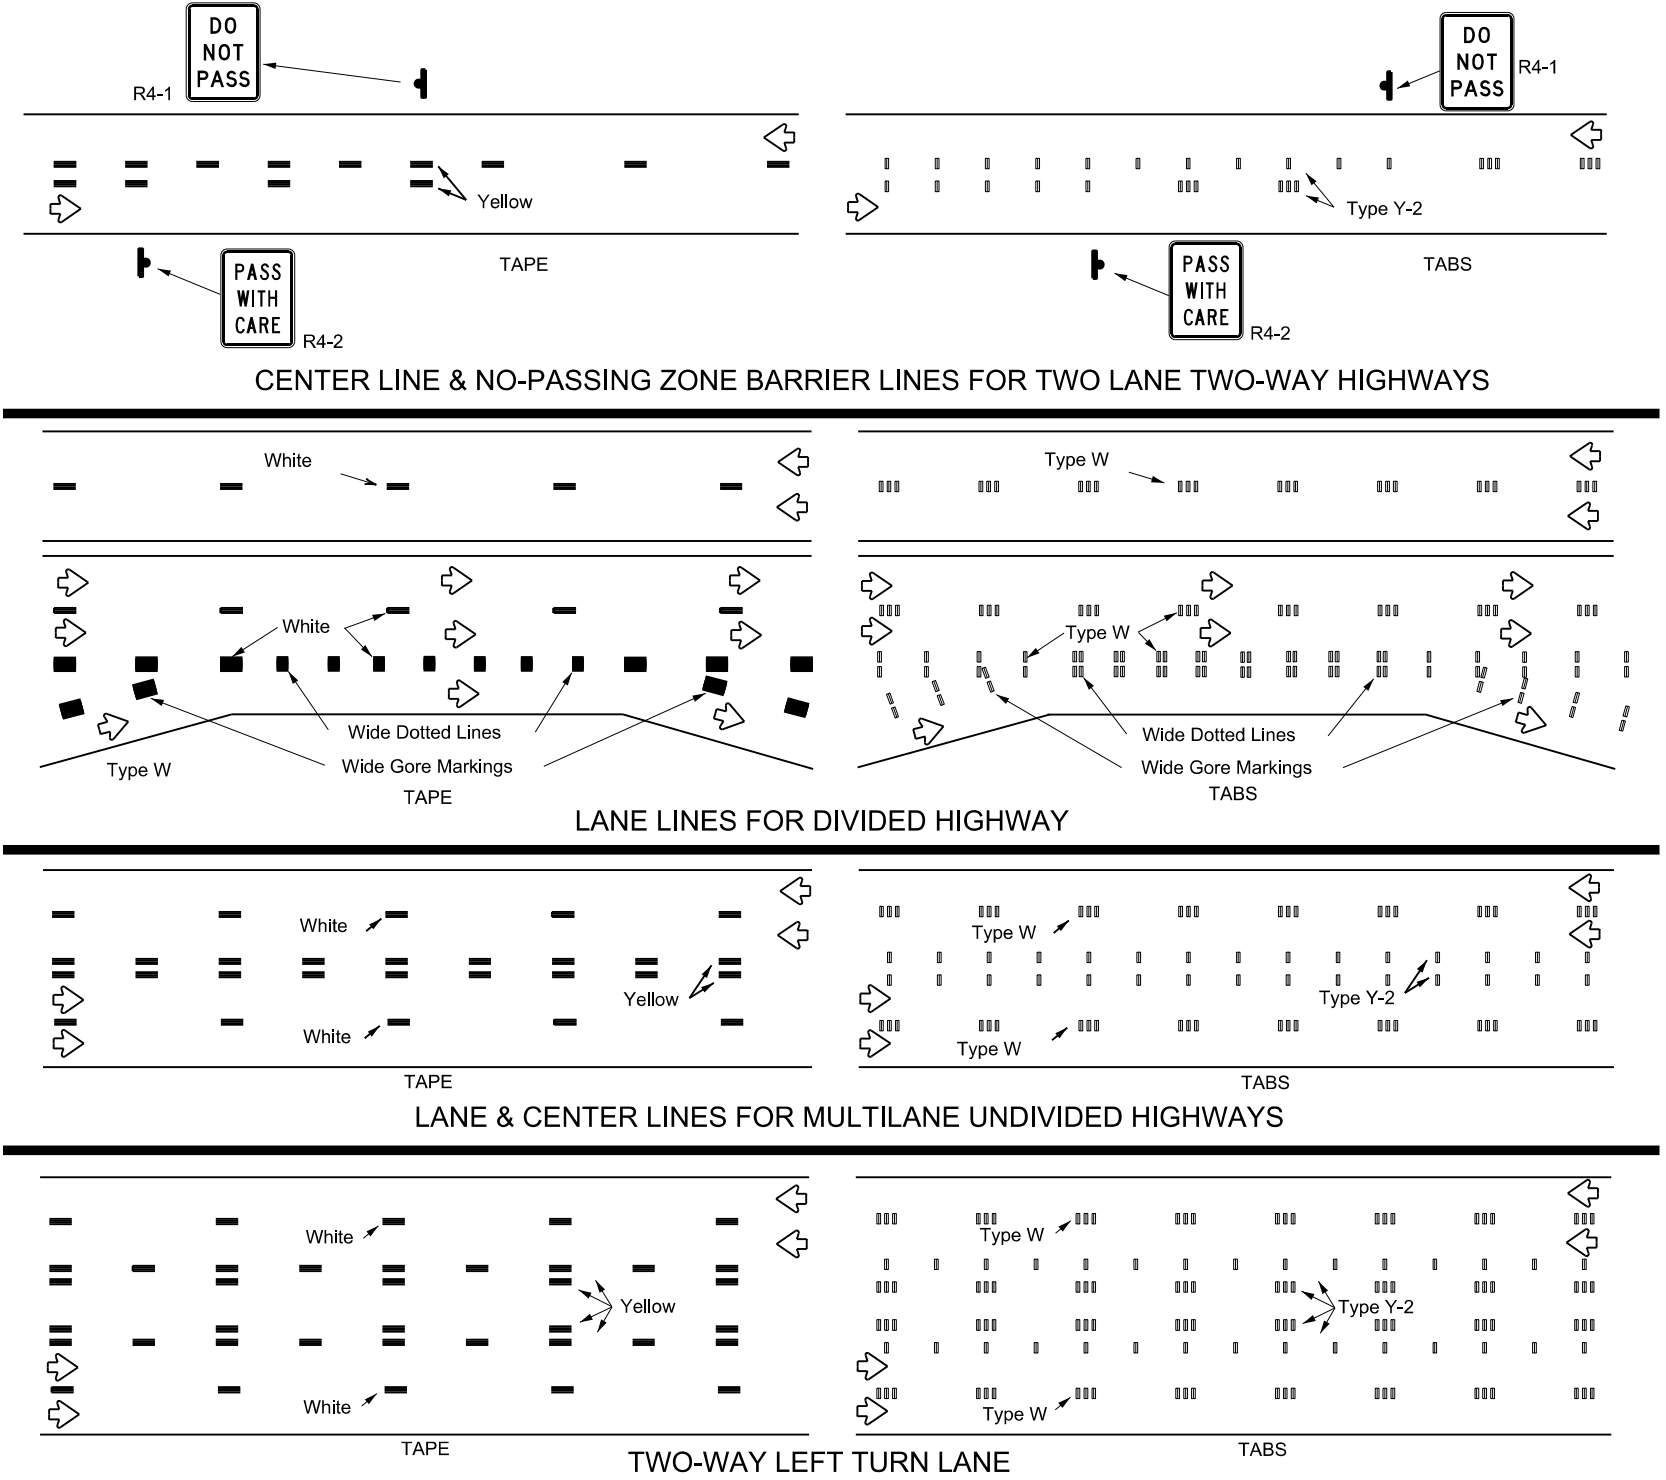 DO
NOT
PASS
R4-1
Yellow
PASS
WITH
CARE
R4-2
TAPE
DO
NOT
PASS
R4-1
Type Y-2
PASS
WITH
CARE
R4-2
TABS
CENTER LINE & NO-PASSING ZONE BARRIER LINES FOR TWO LANE TWO-WAY HIGHWAYS
White
White
Wide Dotted Lines
Wide Gore Markings
Type W
TAPE
Type W
Type W
Wide Dotted Lines
Wide Gore Markings
TABS
LANE LINES FOR DIVIDED HIGHWAY
White
Yellow
White
TAPE
Type W
Type Y-2
Type W
TABS
LANE & CENTER LINES FOR MULTILANE UNDIVIDED HIGHWAYS
White
Yellow
White
TAPE
Type W
Type Y-2
Type W
TABS
TWO-WAY LEFT TURN LANE